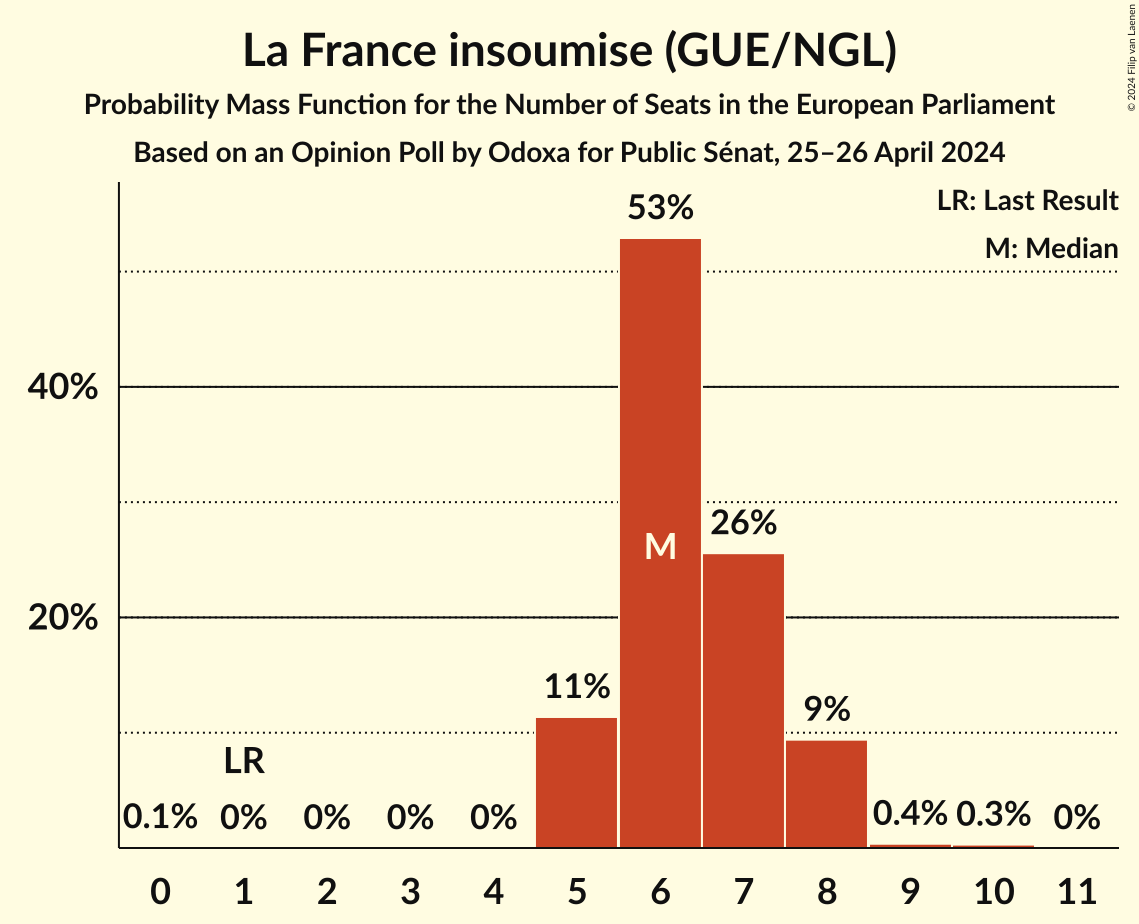 La France insoumise (GUE/NGL)
Probability Mass Function for the Number of Seats in the European Parliament
Based on an Opinion Poll by Odoxa for Public Sénat, 25–26 April 2024
© 2024 Filip van Laenen
LR: Last Result
M: Median
53%
40%
26%
M
20%
11%
9%
LR
0.1% 0% 0% 0% 0% 0.4% 0.3% 0%
0 1 2 3 4 5 6 7 8 9 10 11